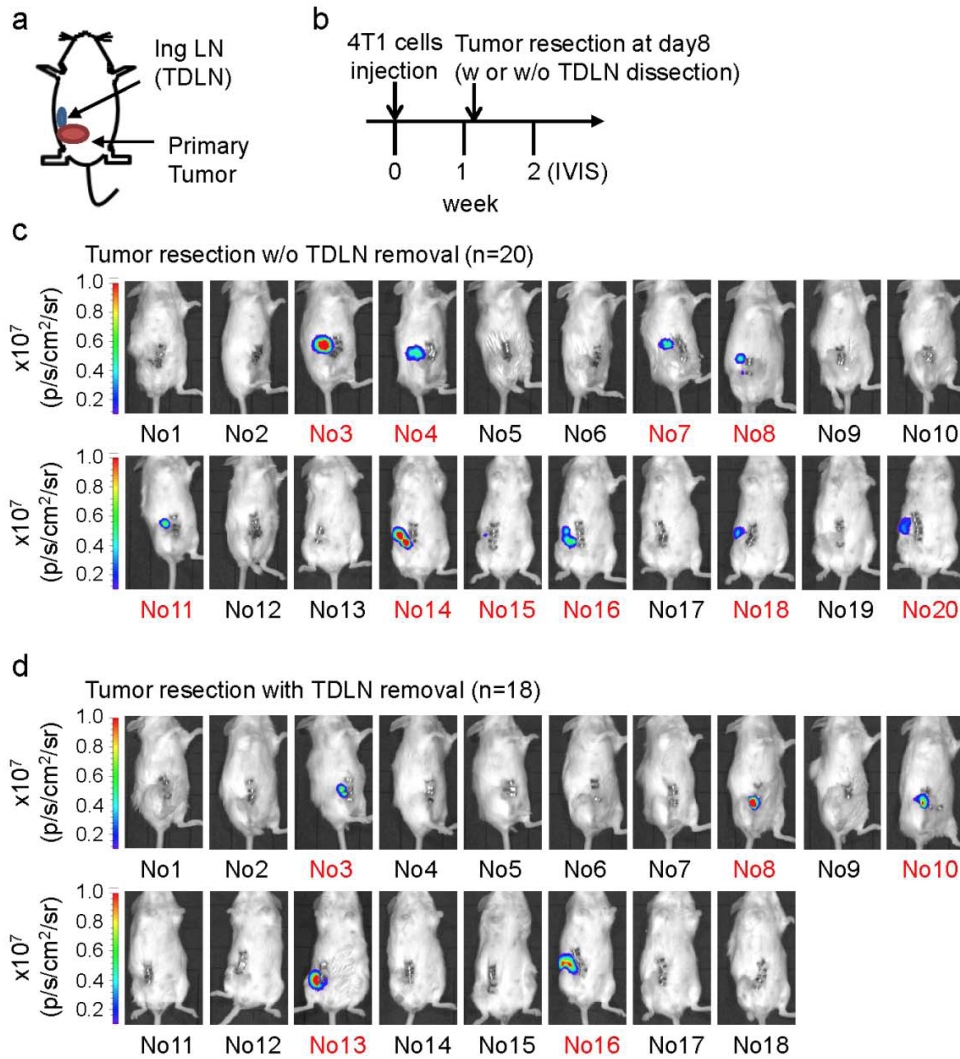 a
Ing LN
(TDLN)
Primary
Tumor
b
4T1 cells
injection
Tumor resection at day8
(w or w/o TDLN dissection)
0
1
2 (IVIS)
week
c
Tumor resection w/o TDLN removal (n=20)
x10⁷
(p/s/cm²/sr)
1.0
0.8
0.6
0.4
0.2
No1 No2 No3 No4 No5 No6 No7 No8 No9 No10
x10⁷
(p/s/cm²/sr)
1.0
0.8
0.6
0.4
0.2
No11 No12 No13 No14 No15 No16 No17 No18 No19 No20
d
Tumor resection with TDLN removal (n=18)
x10⁷
(p/s/cm²/sr)
1.0
0.8
0.6
0.4
0.2
No1 No2 No3 No4 No5 No6 No7 No8 No9 No10
x10⁷
(p/s/cm²/sr)
1.0
0.8
0.6
0.4
0.2
No11 No12 No13 No14 No15 No16 No17 No18